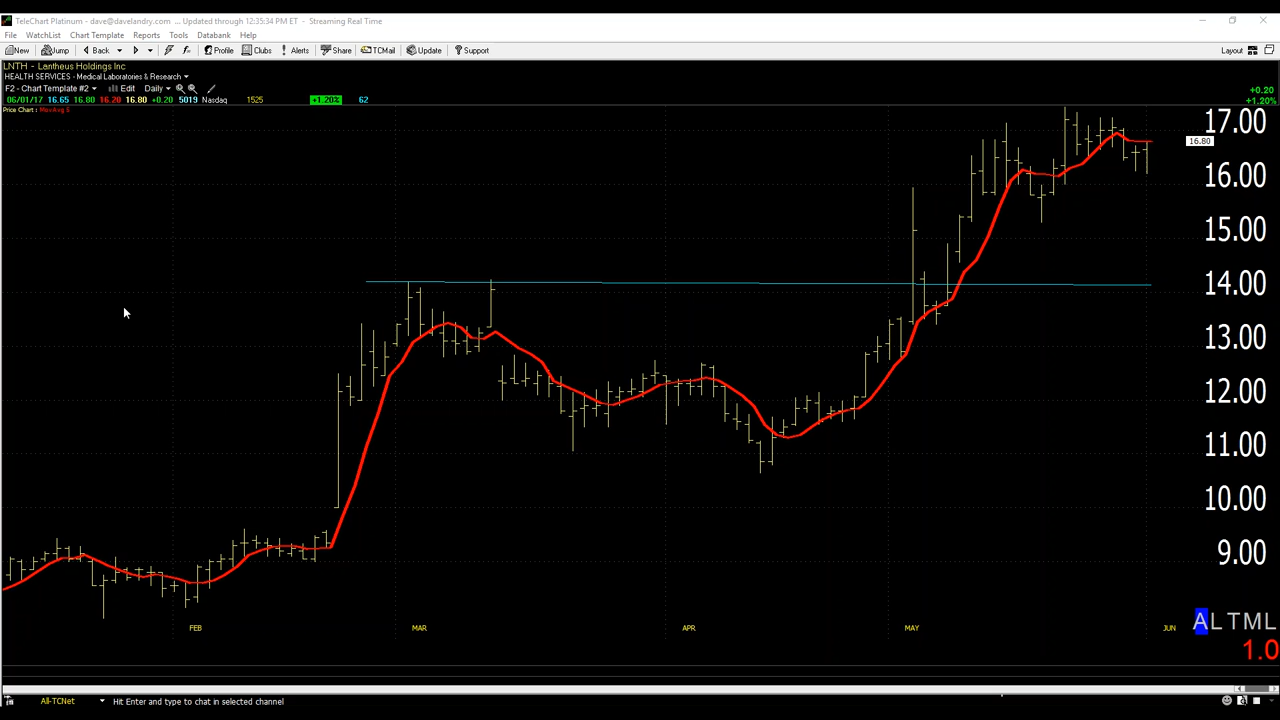 TeleChart Platinum - dave@davelandry.com ... Updated through 12:35:34 PM ET - Streaming Real Time
File WatchList Chart Template Reports Tools Databank Help
New Jump Back Profile Clubs Alerts Share TCMail Update Support Layout
LNTH - Lantheus Holdings Inc
HEALTH SERVICES - Medical Laboratories & Research
F2 - Chart Template #2 Edit Daily
+0.20
06/01/17 16.65 16.80 16.20 16.80 +0.20 5019 Nasdaq 1525 +1.20% 62
+1.20%
Price Chart : MovAvg 8
17.00
16.80
16.00
15.00
14.00
13.00
12.00
11.00
10.00
9.00
FEB MAR APR MAY JUN
ALTML
1.0
All-TCNet Hit Enter and type to chat in selected channel